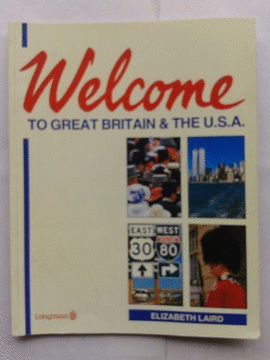 Welcome
TO GREAT BRITAIN & THE U.S.A.
EAST WEST
30 80
Longman
ELIZABETH LAIRD